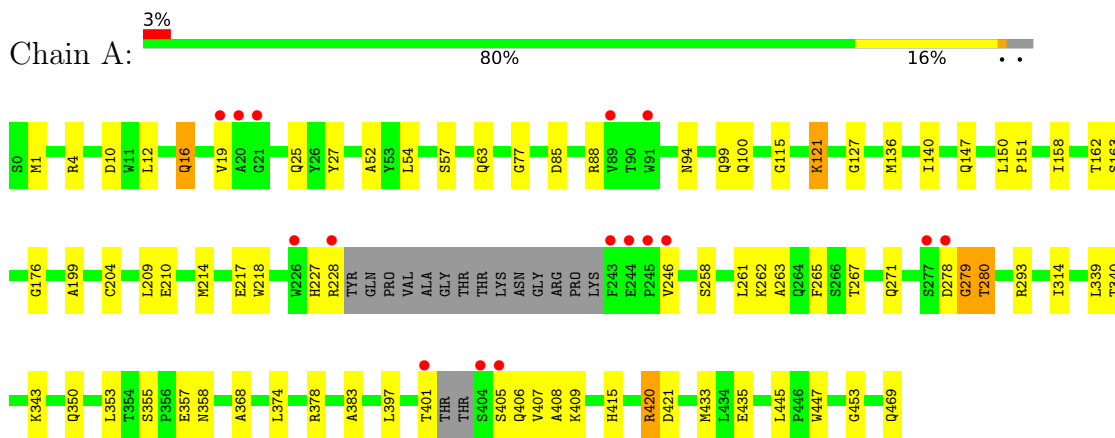 3%
Chain A:
80% 16% • •
S0 M1 R4 D10 W11 L12 Q16 V19 A20 G21 Q25 Y26 Y27 A52 Y53 L54 S57 Q63 G77 D85 R88 V89 T90 W91 N94 Q99 Q100 G115 K121 G127 M136 I140 Q147 L150 P151 I158 T162 S163
G176 A199 C204 L209 E210 M214 E217 W218 W226 H227 R228 TYR GLN PRO VAL ALA GLY THR THR LYS ASN GLY ARG PRO LYS F243 E244 P245 V246 S258 L261 K262 A263 Q264 F265 S266 T267 Q271 S277 D278 G279 T280 R293 I314 L339 T340
K343 Q350 L353 T354 S355 P356 E357 N358 A368 L374 R378 A383 L397 T401 THR THR S404 S405 Q406 V407 A408 K409 H415 R420 D421 M433 L434 E435 L445 P446 W447 G453 Q469